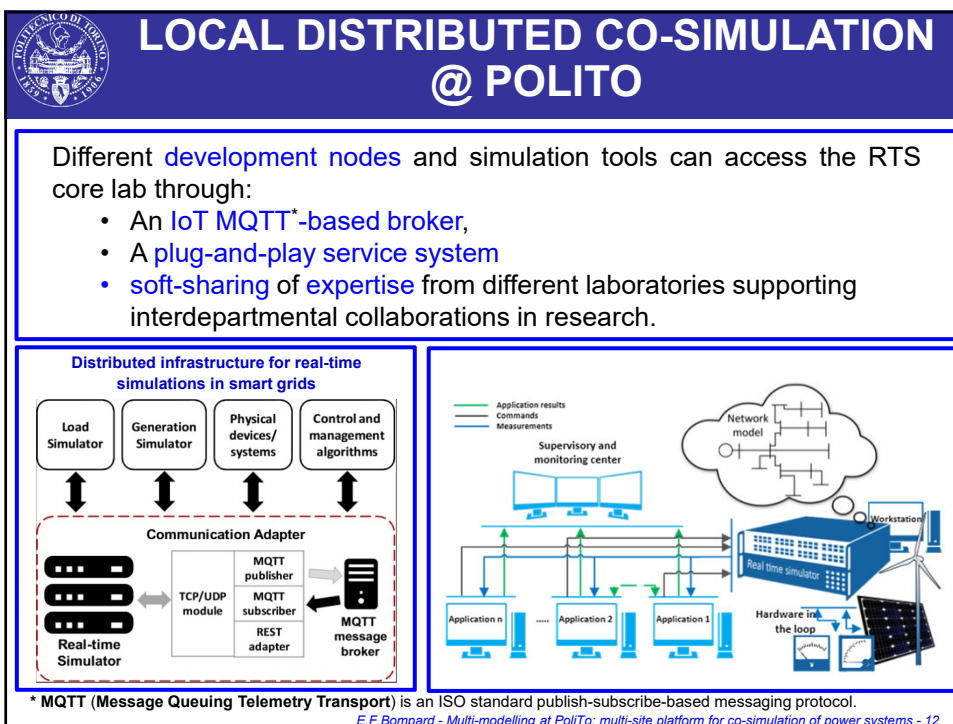 POLITECNICO DI TORINO
1859 1906
LOCAL DISTRIBUTED CO-SIMULATION
@ POLITO
Different development nodes and simulation tools can access the RTS
core lab through:
• An IoT MQTT*-based broker,
• A plug-and-play service system
• soft-sharing of expertise from different laboratories supporting
interdepartmental collaborations in research.
Distributed infrastructure for real-time
simulations in smart grids
Load
Simulator
Generation
Simulator
Physical
devices/
systems
Control and
management
algorithms
Communication Adapter
TCP/UDP
module
MQTT
publisher
MQTT
subscriber
REST
adapter
Real-time
Simulator
MQTT
message
broker
Application results
Commands
Measurements
Supervisory and
monitoring center
Network
model
Workstation
Real time simulator
Hardware in
the loop
Application n
.....
Application 2
Application 1
* MQTT (Message Queuing Telemetry Transport) is an ISO standard publish-subscribe-based messaging protocol.
E.F.Bompard - Multi-modelling at PoliTo: multi-site platform for co-simulation of power systems - 12